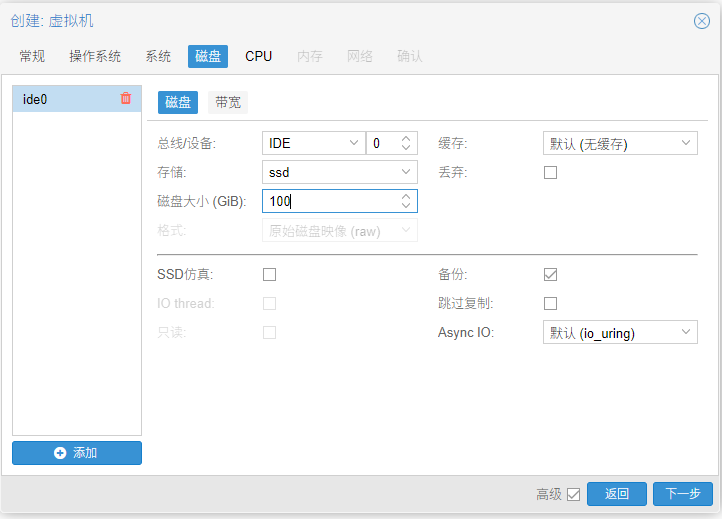 创建: 虚拟机
常规 操作系统 系统 磁盘 CPU 内存 网络 确认
ide0
磁盘 带宽
总线/设备: IDE 0 缓存: 默认 (无缓存)
存储: ssd 丢弃:
磁盘大小 (GiB): 100
格式: 原始磁盘映像 (raw)
SSD仿真: 备份:
IO thread: 跳过复制:
只读: Async IO: 默认 (io_uring)
添加
高级 返回 下一步